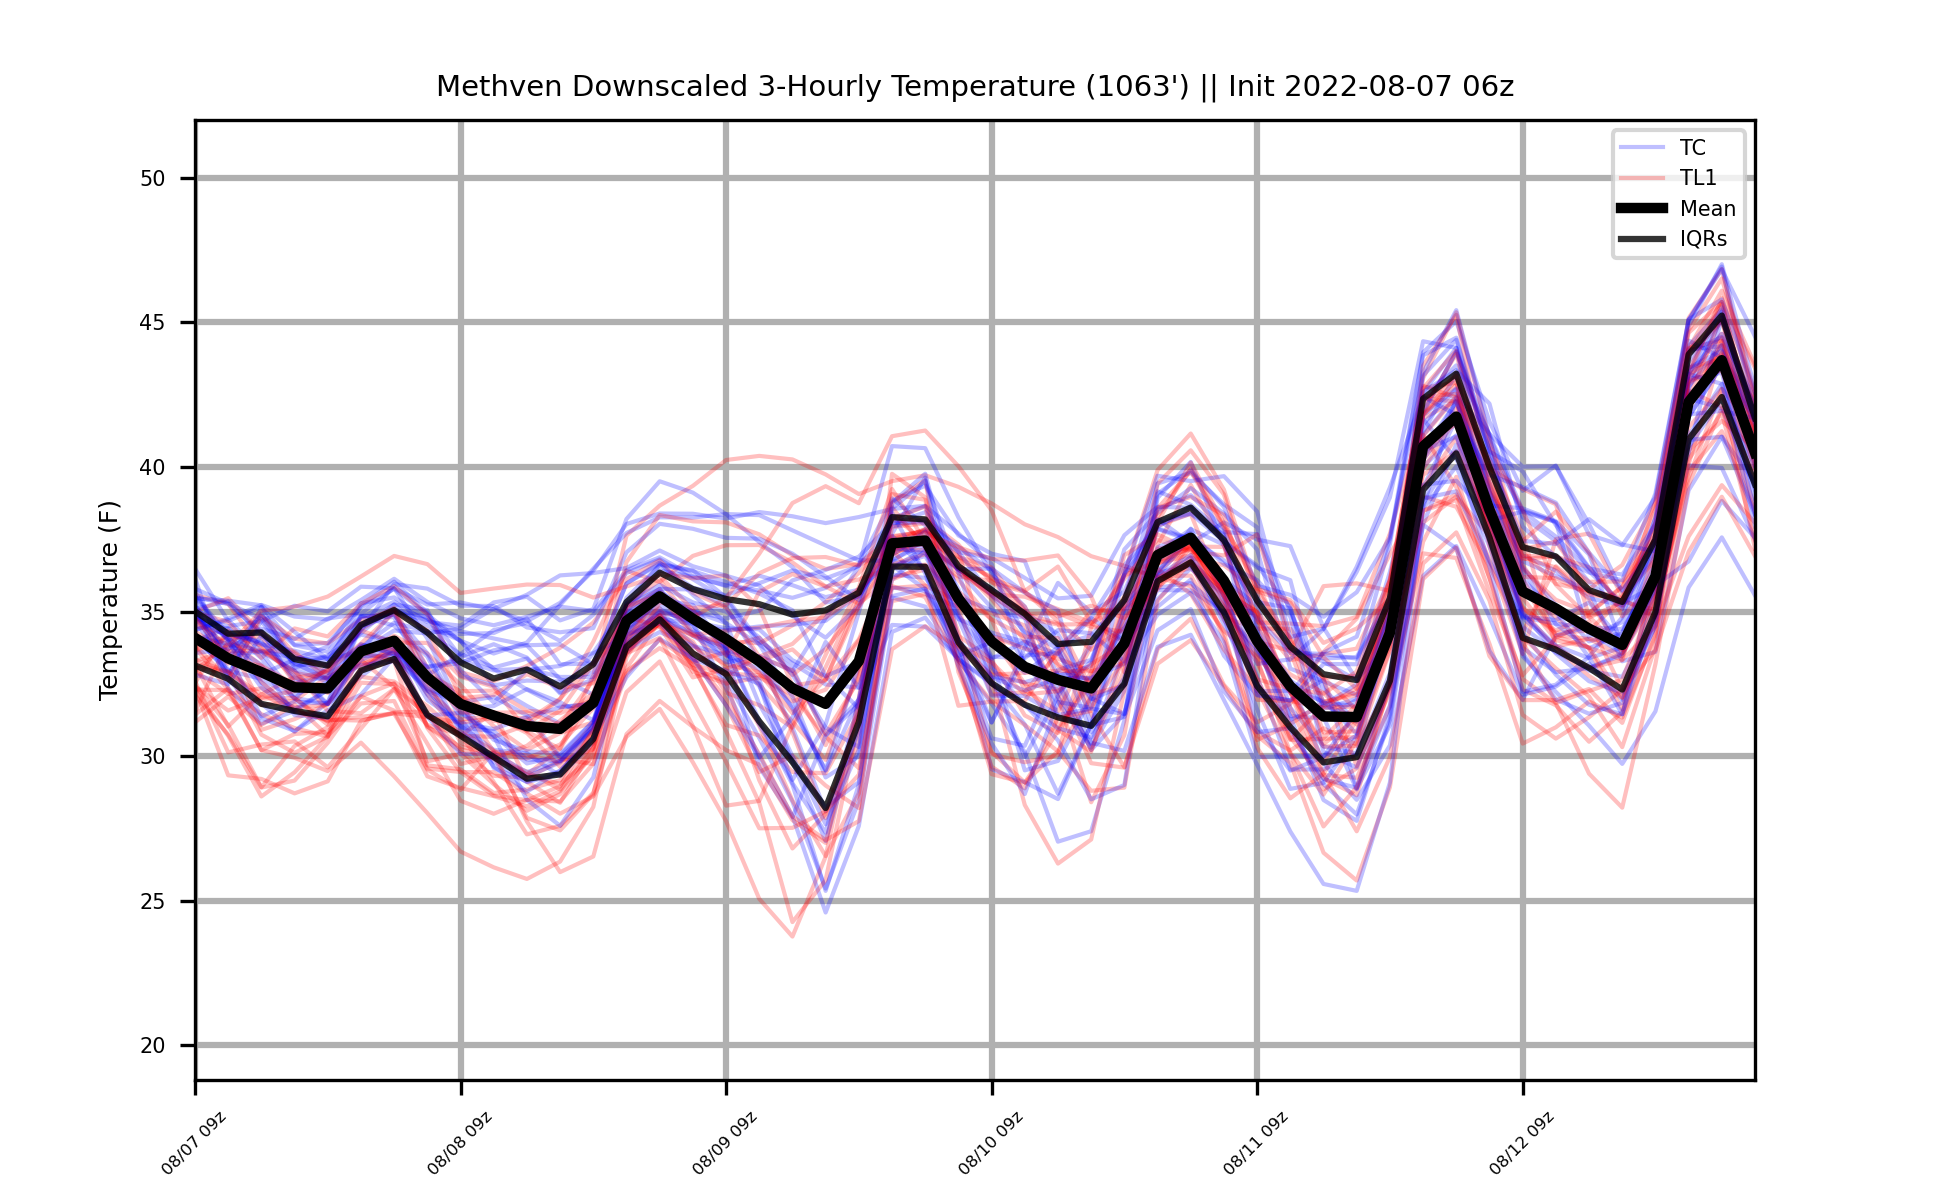 Methven Downscaled 3-Hourly Temperature (1063') || Init 2022-08-07 06z
TC
TL1
Mean
IQRs
Temperature (F)
50
45
40
35
30
25
20
08/07 09z
08/08 09z
08/09 09z
08/10 09z
08/11 09z
08/12 09z